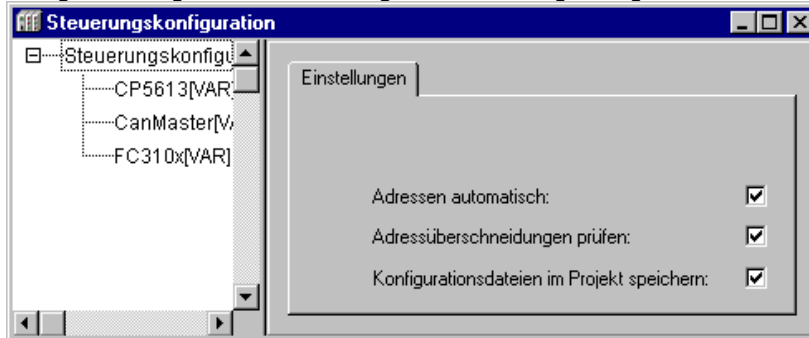 Steuerungskonfiguration
Steuerungskonfigu
CP5613[VAR]
CanMaster[V
FC310x[VAR]
Einstellungen
Adressen automatisch:
Adressüberschneidungen prüfen:
Konfigurationsdateien im Projekt speichern: